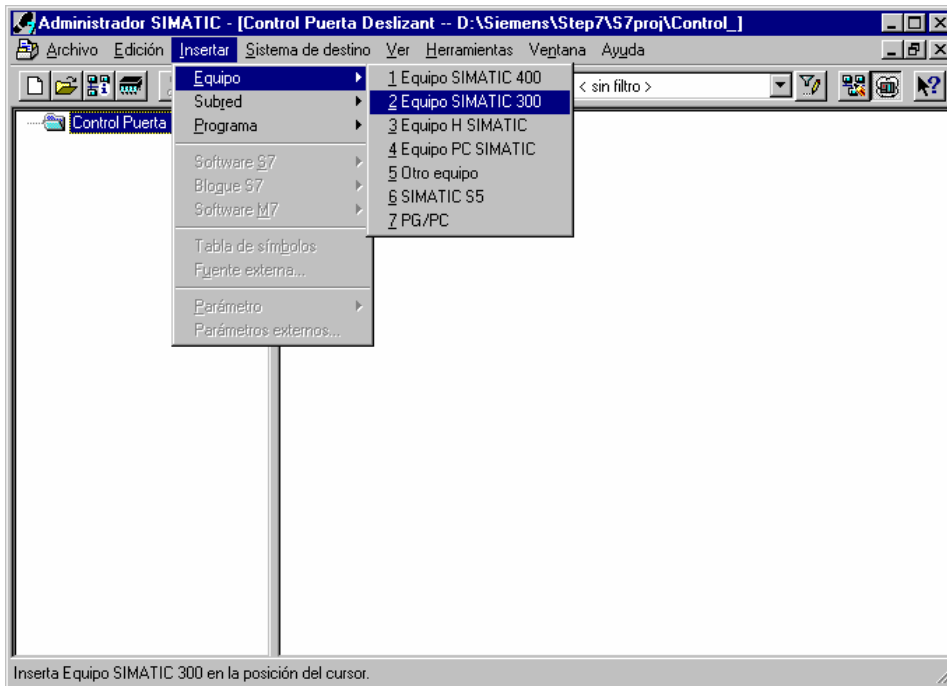 Administrador SIMATIC - [Control Puerta Deslizant -- D:\Siemens\Step7\S7proj\Control_]
Archivo Edición Insertar Sistema de destino Ver Herramientas Ventana Ayuda
< sin filtro >
Control Puerta
Equipo
Subred
Programa
Software S7
Bloque S7
Software M7
Tabla de símbolos
Fuente externa...
Parámetro
Parámetros externos...
1 Equipo SIMATIC 400
2 Equipo SIMATIC 300
3 Equipo H SIMATIC
4 Equipo PC SIMATIC
5 Otro equipo
6 SIMATIC S5
7 PG/PC
Inserta Equipo SIMATIC 300 en la posición del cursor.